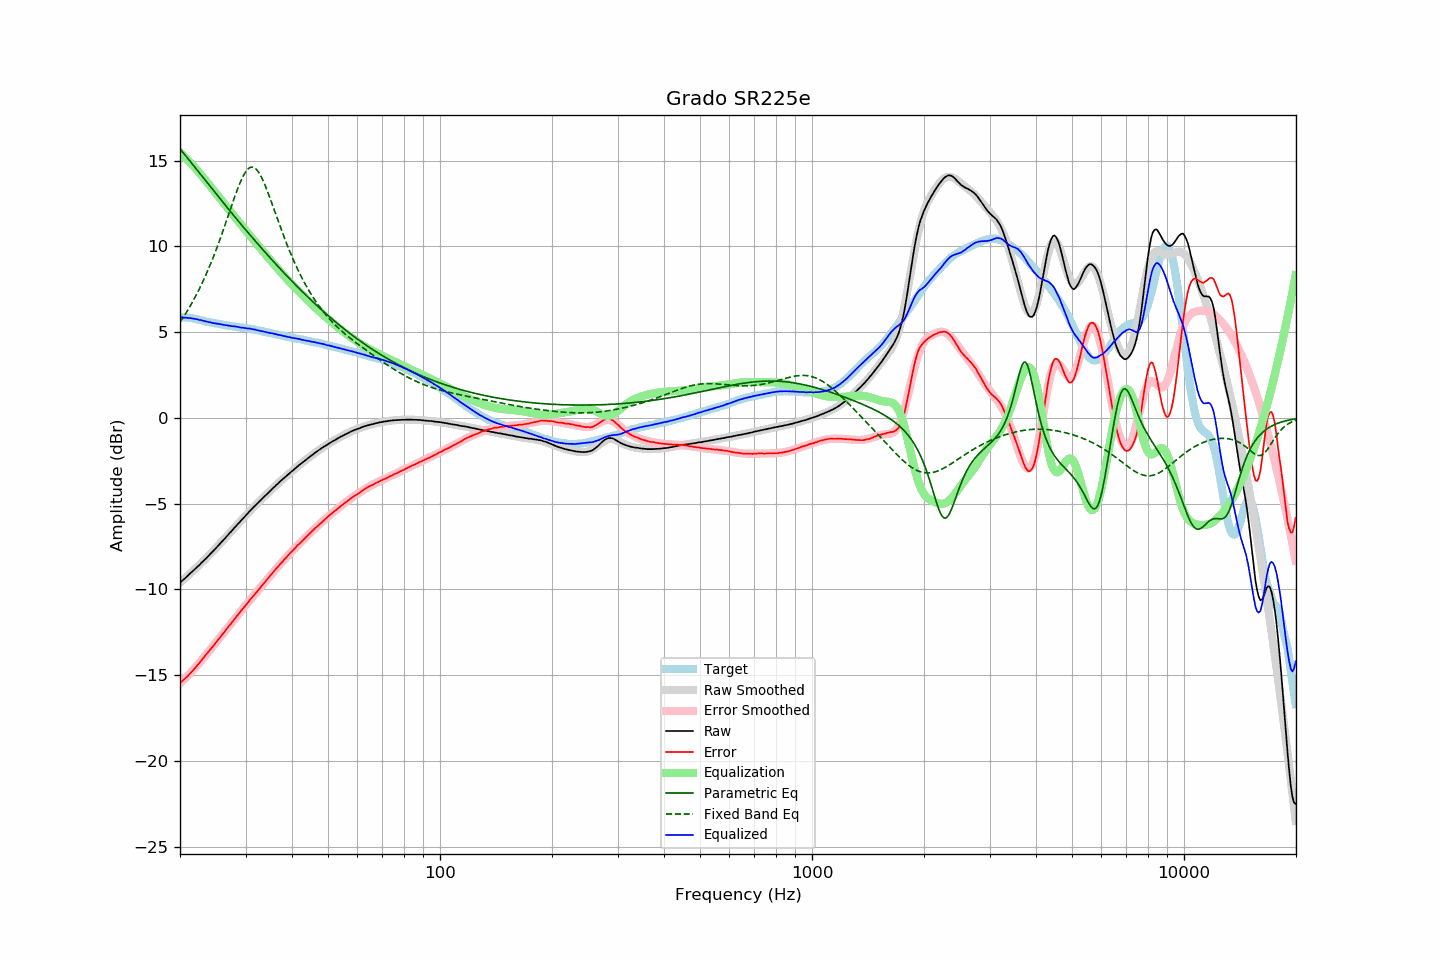 Grado SR225e
Amplitude (dBr)
15
10
5
0
−5
−10
−15
−20
−25
Target
Raw Smoothed
Error Smoothed
Raw
Error
Equalization
Parametric Eq
Fixed Band Eq
Equalized
100
1000
10000
Frequency (Hz)